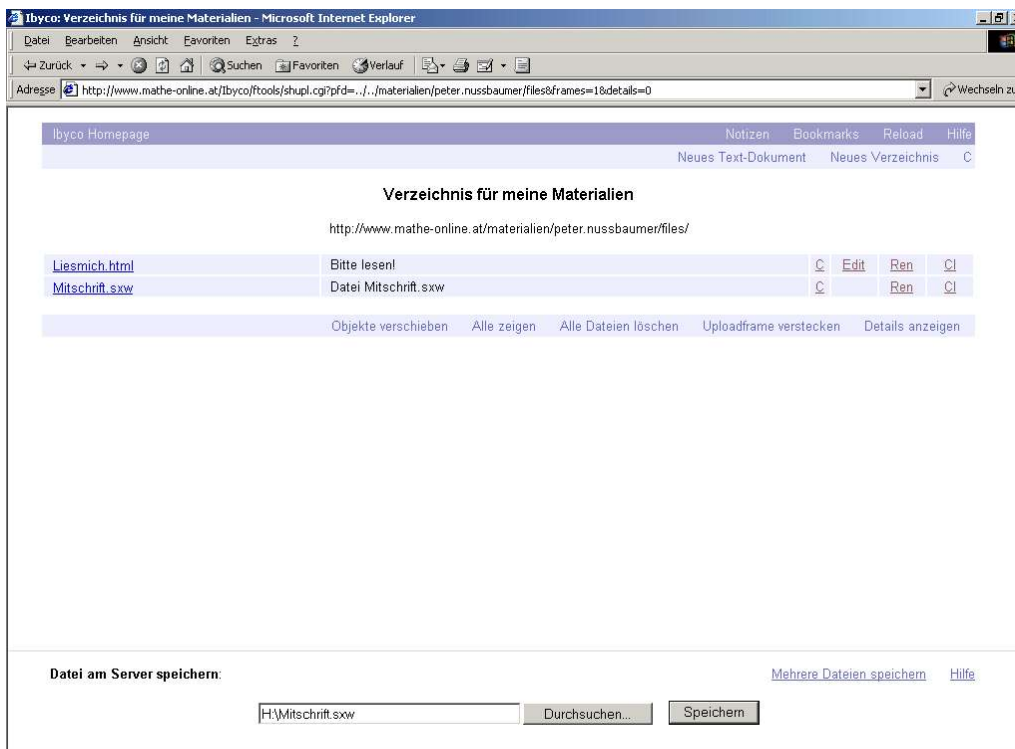 Ibyco: Verzeichnis für meine Materialien - Microsoft Internet Explorer
Datei Bearbeiten Ansicht Favoriten Extras ?
Zurück Suchen Favoriten Verlauf
Adresse http://www.mathe-online.at/Ibyco/ftools/shupl.cgi?pfd=../../materialien/peter.nussbaumer/files&frames=1&details=0 Wechseln zu
Ibyco Homepage Notizen Bookmarks Reload Hilfe
Neues Text-Dokument Neues Verzeichnis C
Verzeichnis für meine Materialien
http://www.mathe-online.at/materialien/peter.nussbaumer/files/
Liesmich.html Bitte lesen! C Edit Ren Cl
Mitschrift.sxw Datei Mitschrift.sxw C Ren Cl
Objekte verschieben Alle zeigen Alle Dateien löschen Uploadframe verstecken Details anzeigen
Datei am Server speichern: Mehrere Dateien speichern Hilfe
H:\Mitschrift.sxw Durchsuchen... Speichern